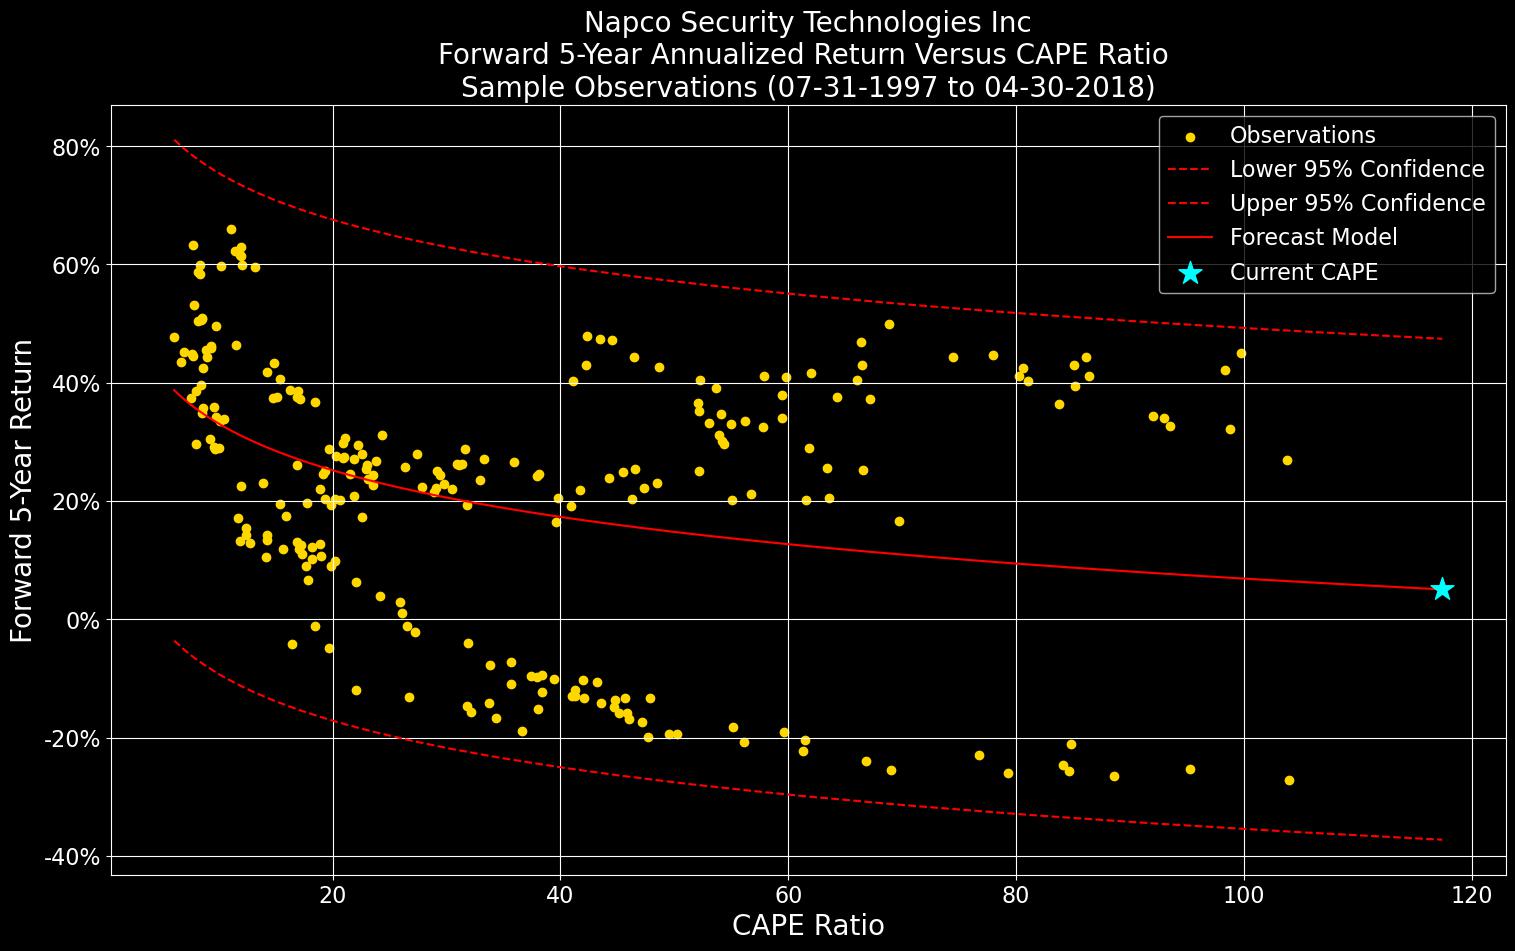 Napco Security Technologies Inc
Forward 5-Year Annualized Return Versus CAPE Ratio
Sample Observations (07-31-1997 to 04-30-2018)
Observations
Lower 95% Confidence
Upper 95% Confidence
Forecast Model
Current CAPE
Forward 5-Year Return
80%
60%
40%
20%
0%
-20%
-40%
20 40 60 80 100 120
CAPE Ratio